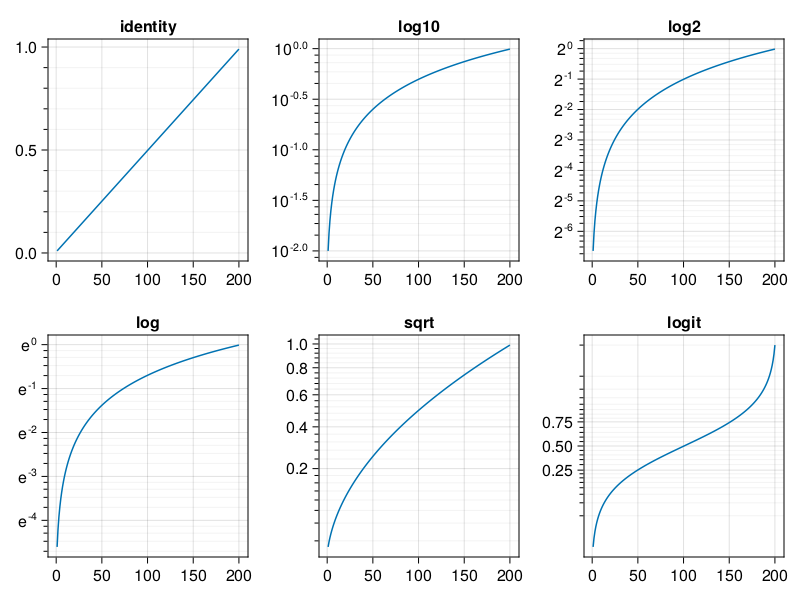 identity
1.0
0.5
0.0
0 50 100 150 200
log10
10^0.0
10^-0.5
10^-1.0
10^-1.5
10^-2.0
0 50 100 150 200
log2
2^0
2^-1
2^-2
2^-3
2^-4
2^-5
2^-6
0 50 100 150 200
log
e^0
e^-1
e^-2
e^-3
e^-4
0 50 100 150 200
sqrt
1.0
0.8
0.6
0.4
0.2
0 50 100 150 200
logit
0.75
0.50
0.25
0 50 100 150 200